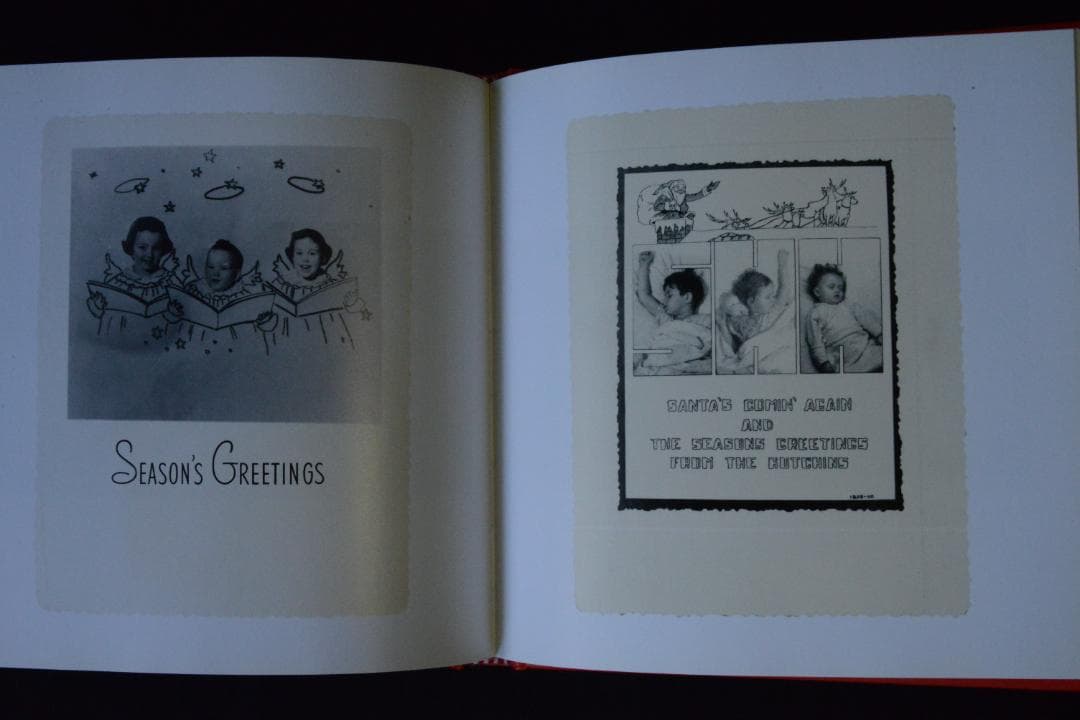 SEASON'S GREETINGS
SANTA'S COMIN' AGAIN
AND
THE SEASONS GREETINGS
FROM THE HUTCHINS